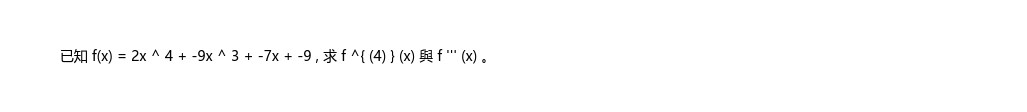 已知 f(x) = 2x ^ 4 + -9x ^ 3 + -7x + -9 , 求 f ^{ (4) } (x) 與 f ''' (x) 。